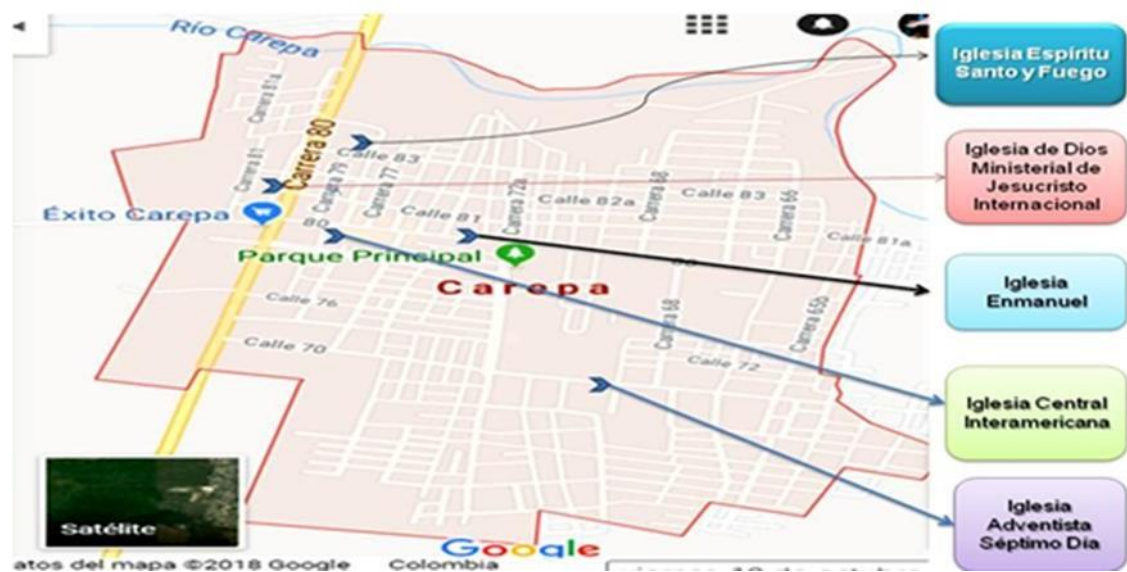 Río Carepa
Carrera 81a
Carrera 81
Carrera 80
Carrera 79
Calle 83
Carrera 77
Calle 81
Carrera 72a
Calle 82a
Carrera 68
Calle 83
Carrera 66
Calle 81a
Éxito Carepa
80
Parque Principal
Carepa
Calle 76
Calle 70
Carrera 68
Calle 72
Carrera 65b
Satélite
Google
atos del mapa ©2018 Google
Colombia
Iglesia Espíritu
Santo y Fuego
Iglesia de Dios
Ministerial de
Jesucristo
Internacional
Iglesia
Enmanuel
Iglesia Central
Interamericana
Iglesia
Adventista
Séptimo Día